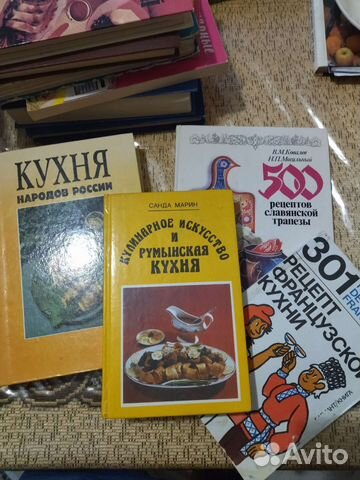 КУХНЯ
НАРОДОВ РОССИИ
САНДА МАРИН
КУЛИНАРНОЕ ИСКУССТВО
И
РУМЫНСКАЯ
КУХНЯ
В.М.Ковалев
Н.П.Могильный
500
рецептов
славянской
трапезы
301
РЕЦЕПТ
ФРАНЦУЗСКОЙ
КУХНИ
Avito